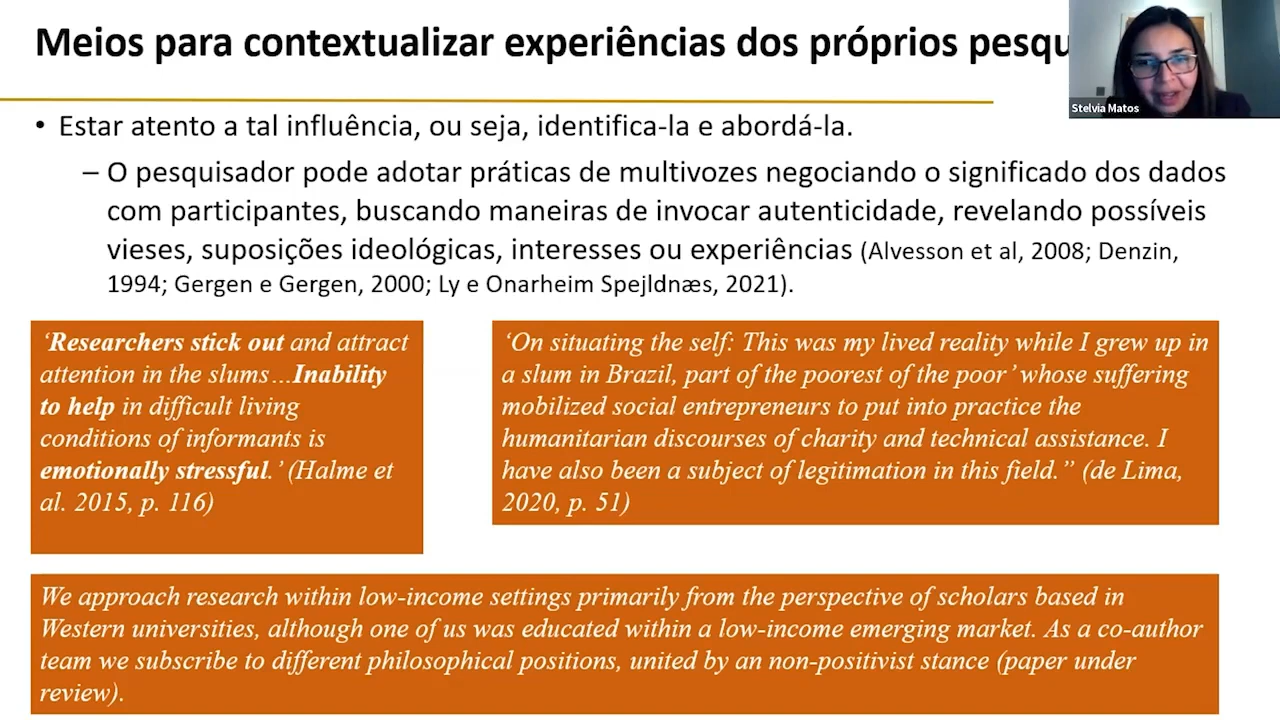 Meios para contextualizar experiências dos próprios pesqu
Stelvia Matos
• Estar atento a tal influência, ou seja, identifica-la e abordá-la.
– O pesquisador pode adotar práticas de multivozes negociando o significado dos dados
com participantes, buscando maneiras de invocar autenticidade, revelando possíveis
vieses, suposições ideológicas, interesses ou experiências (Alvesson et al, 2008; Denzin,
1994; Gergen e Gergen, 2000; Ly e Onarheim Spejldnæs, 2021).
‘Researchers stick out and attract
attention in the slums…Inability
to help in difficult living
conditions of informants is
emotionally stressful.’ (Halme et
al. 2015, p. 116)
‘On situating the self: This was my lived reality while I grew up in
a slum in Brazil, part of the poorest of the poor’ whose suffering
mobilized social entrepreneurs to put into practice the
humanitarian discourses of charity and technical assistance. I
have also been a subject of legitimation in this field.” (de Lima,
2020, p. 51)
We approach research within low-income settings primarily from the perspective of scholars based in
Western universities, although one of us was educated within a low-income emerging market. As a co-author
team we subscribe to different philosophical positions, united by an non-positivist stance (paper under
review).